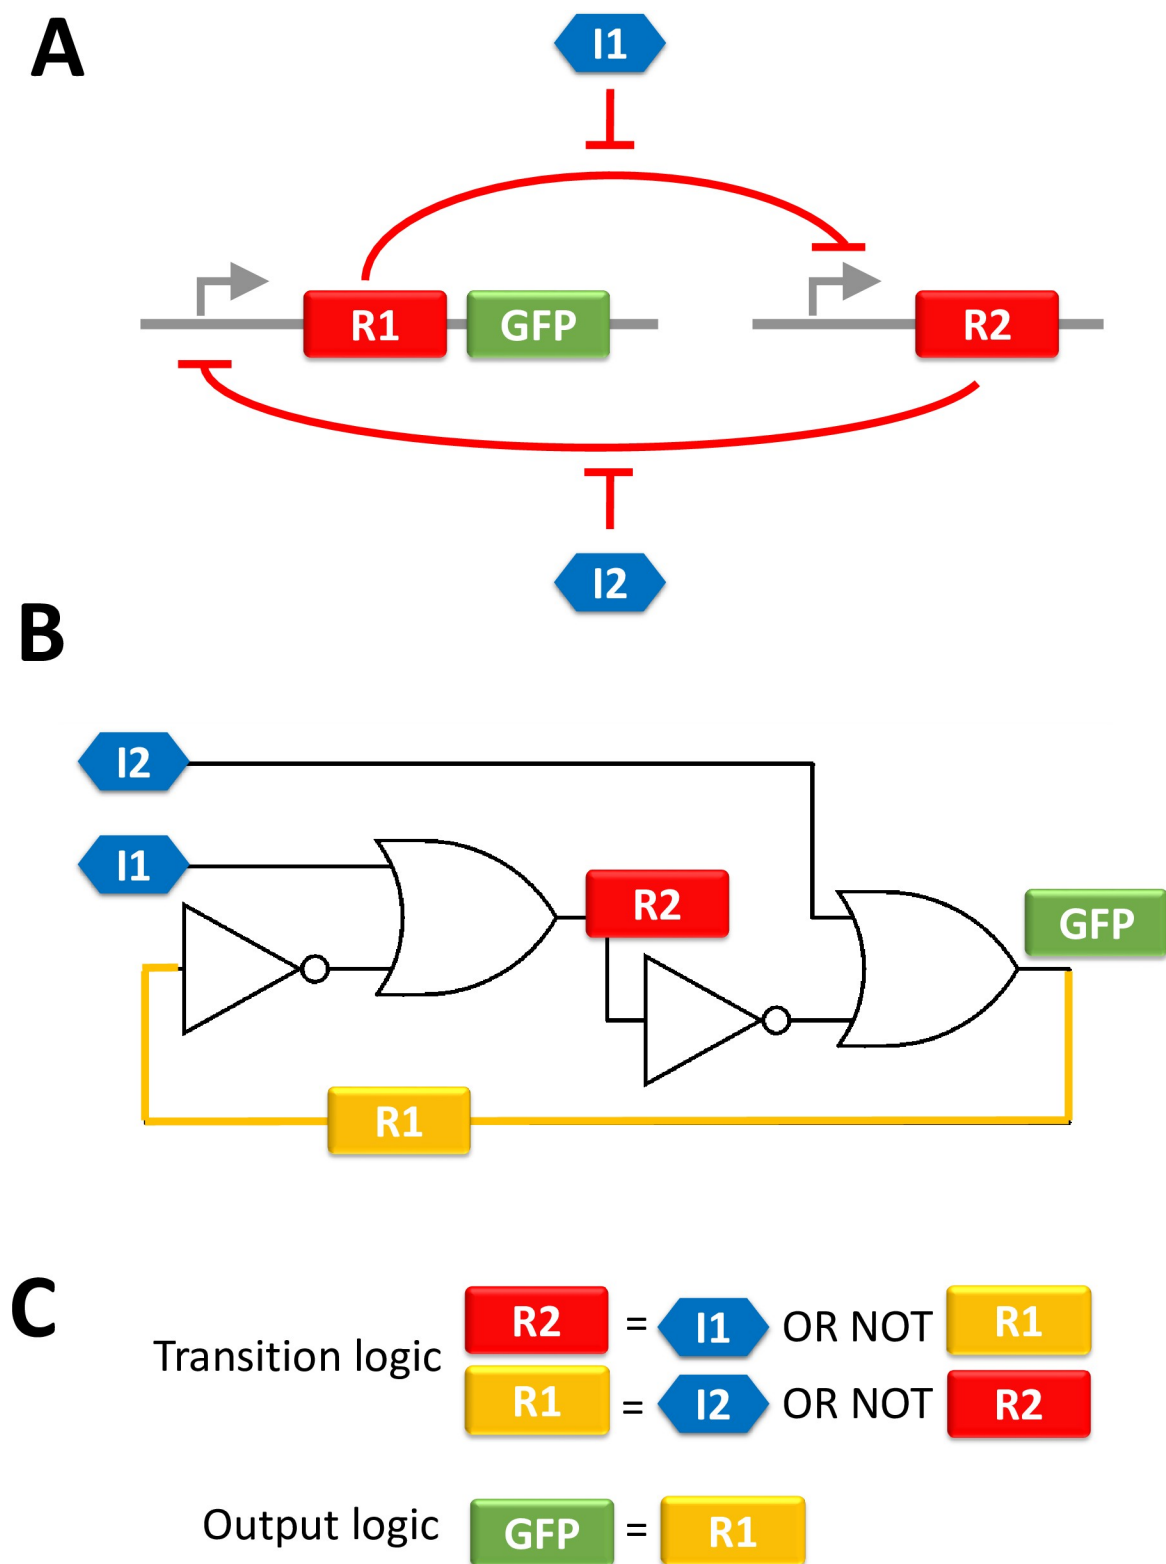 A
I1
R1 GFP R2
I2
B
I2
I1
R2
GFP
R1
C
R2 = I1 OR NOT R1
Transition logic
R1 = I2 OR NOT R2
Output logic GFP = R1